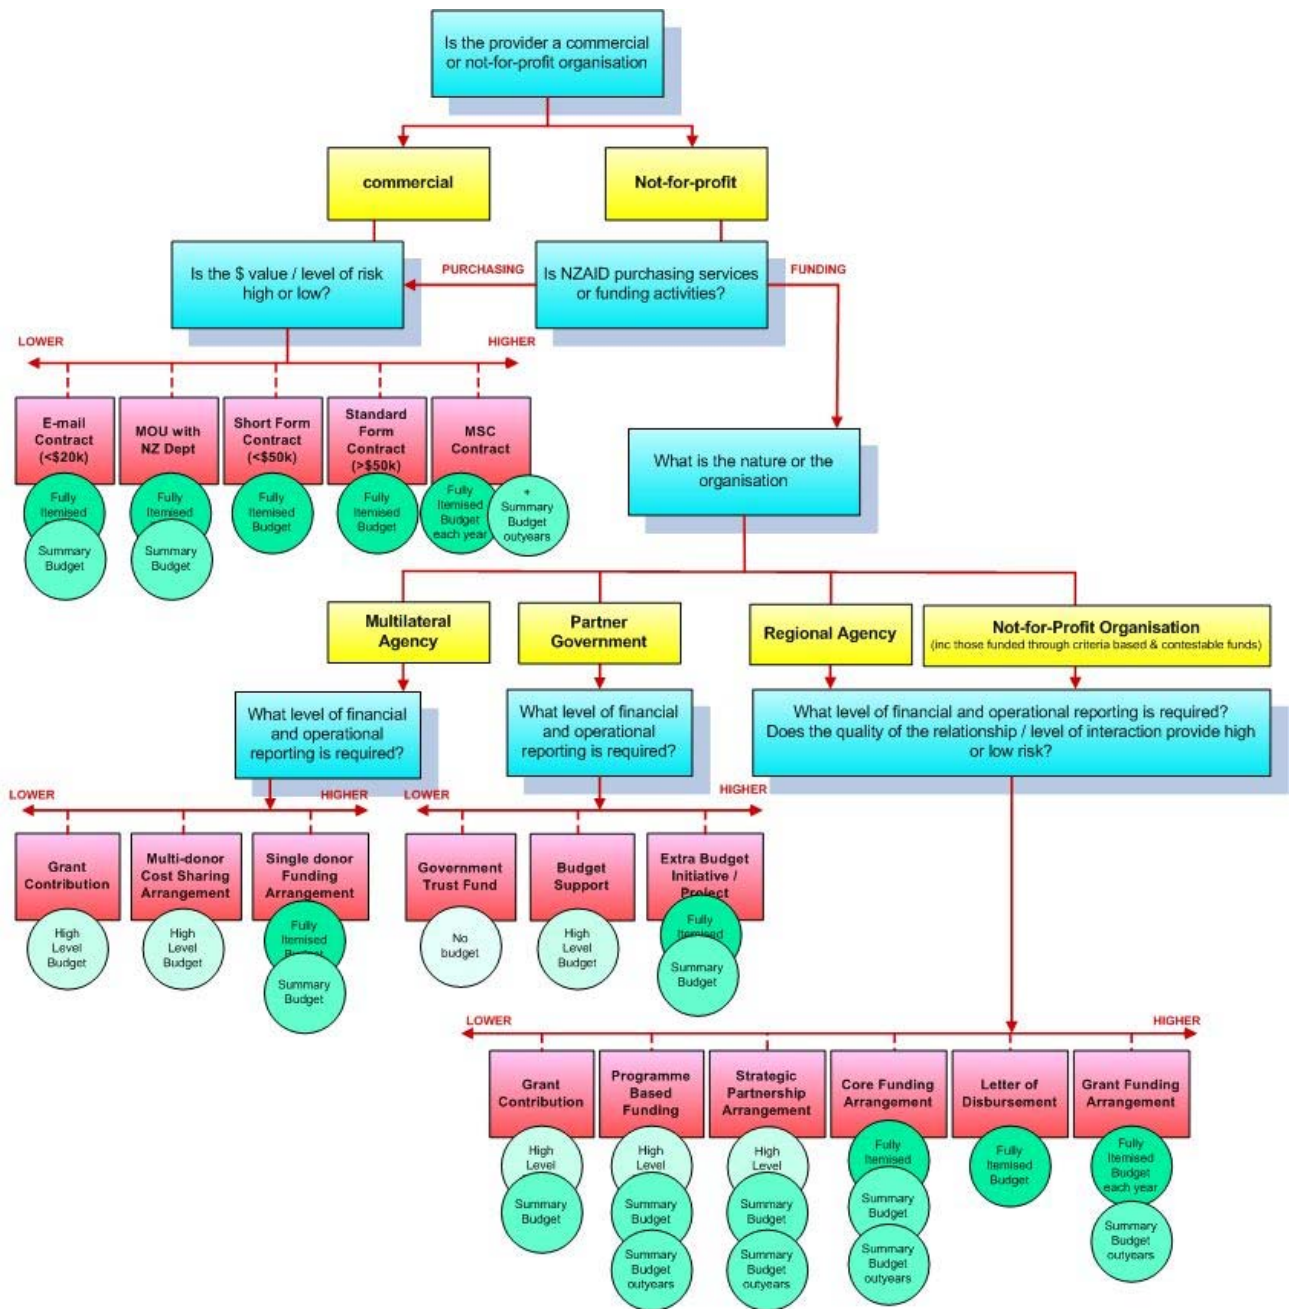 Is the provider a commercial
or not-for-profit organisation
commercial
Not-for-profit
Is the $ value / level of risk
high or low?
PURCHASING
Is NZAID purchasing services
or funding activities?
FUNDING
LOWER
HIGHER
E-mail
Contract
(<$20k)
MOU with
NZ Dept
Short Form
Contract
(<$50k)
Standard
Form
Contract
(>$50k)
MSC
Contract
Fully
Itemised
Summary
Budget
Fully
Itemised
Summary
Budget
Fully
Itemised
Budget
Fully
Itemised
Budget
Fully
Itemised
Budget
each year
+
Summary
Budget
outyears
What is the nature or the
organisation
Multilateral
Agency
Partner
Government
Regional Agency
Not-for-Profit Organisation
(inc those funded through criteria based & contestable funds)
What level of financial
and operational
reporting is required?
What level of financial
and operational
reporting is required?
What level of financial and operational reporting is required?
Does the quality of the relationship / level of interaction provide high
or low risk?
LOWER
HIGHER
Grant
Contribution
Multi-donor
Cost Sharing
Arrangement
Single donor
Funding
Arrangement
High
Level
Budget
High
Level
Budget
Fully
Itemised
Budget
Summary
Budget
LOWER
HIGHER
Government
Trust Fund
Budget
Support
Extra Budget
Initiative /
Project
No
budget
High
Level
Budget
Fully
Itemised
Summary
Budget
LOWER
HIGHER
Grant
Contribution
Programme
Based
Funding
Strategic
Partnership
Arrangement
Core Funding
Arrangement
Letter of
Disbursement
Grant Funding
Arrangement
High
Level
Summary
Budget
High
Level
Summary
Budget
Summary
Budget
outyears
High
Level
Summary
Budget
Summary
Budget
outyears
Fully
Itemised
Summary
Budget
Summary
Budget
outyears
Fully
Itemised
Budget
Fully
Itemised
Budget
each year
Summary
Budget
outyears